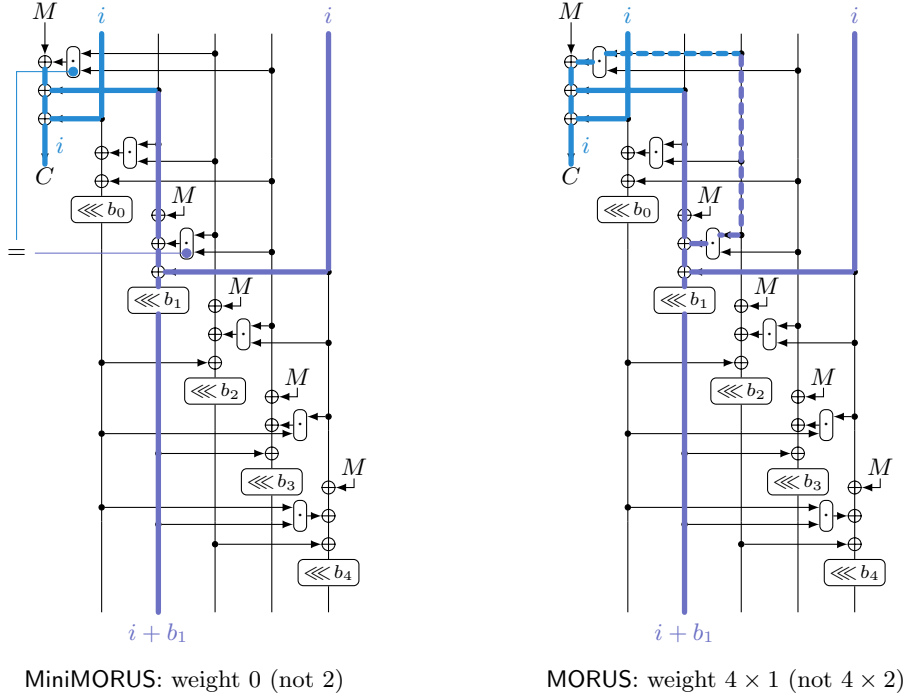 M i i M i i
= i i
C C
M M
⋘ b₀ ⋘ b₀
M M
⋘ b₁ ⋘ b₁
M M
⋘ b₂ ⋘ b₂
M M
⋘ b₃ ⋘ b₃
⋘ b₄ ⋘ b₄
i + b₁ i + b₁
MiniMORUS: weight 0 (not 2) MORUS: weight 4 × 1 (not 4 × 2)